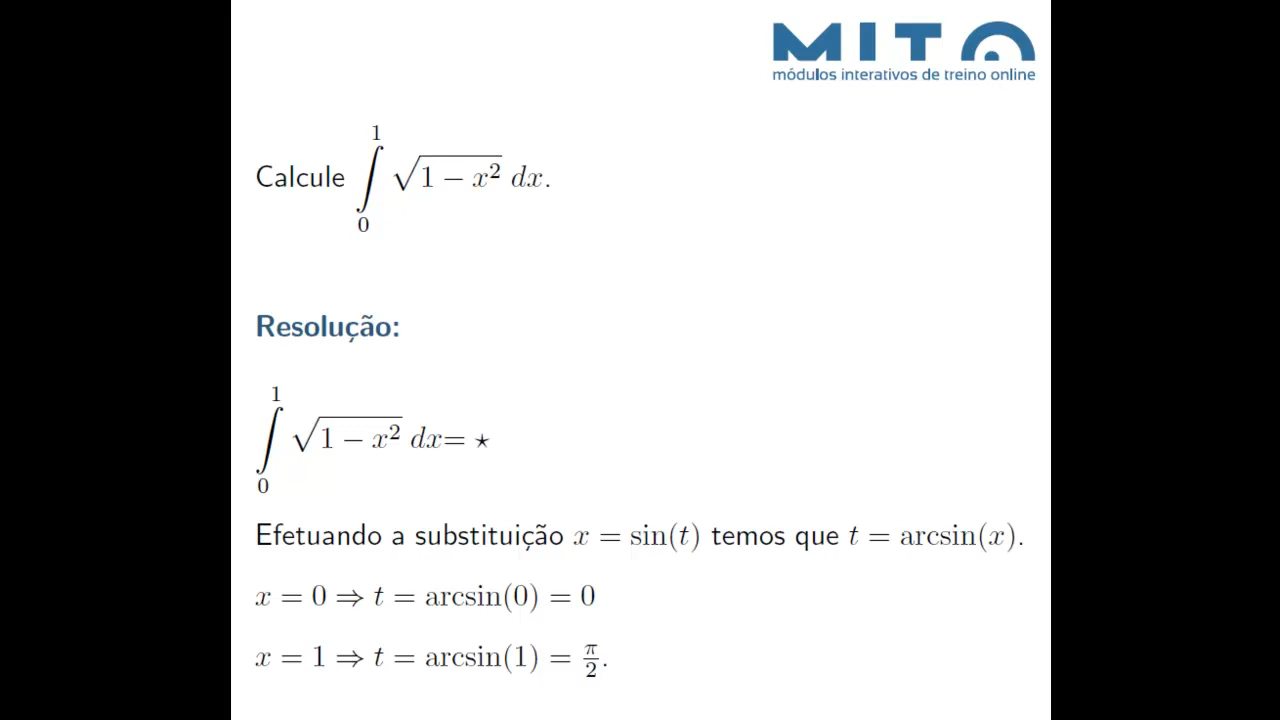 MITO
módulos interativos de treino online
Calcule ∫₀¹ √(1 − x²) dx.
Resolução:
∫₀¹ √(1 − x²) dx= ⋆
Efetuando a substituição x = sin(t) temos que t = arcsin(x).
x = 0 ⇒ t = arcsin(0) = 0
x = 1 ⇒ t = arcsin(1) = π/2.